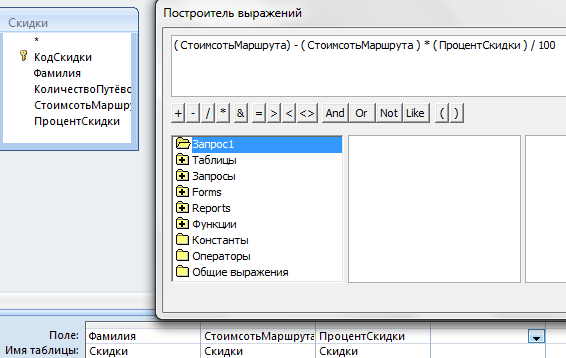 Скидки
*
КодСкидки
Фамилия
КоличествоПутёво
СтоимсотьМаршру
ПроцентСкидки
Построитель выражений
( СтоимсотьМаршрута) - ( СтоимсотьМаршрута ) * ( ПроцентСкидки ) / 100
+ - / * & = > < <> And Or Not Like ( )
Запрос1
Таблицы
Запросы
Forms
Reports
Функции
Константы
Операторы
Общие выражения
Поле: Фамилия СтоимсотьМаршрута ПроцентСкидки
Имя таблицы: Скидки Скидки Скидки